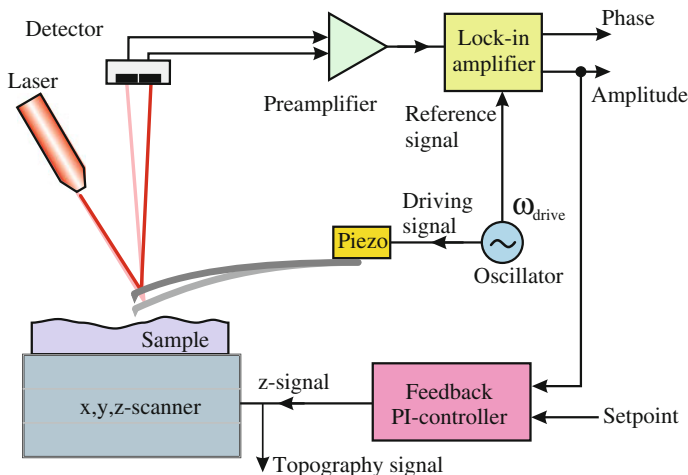 Detector
Laser
Preamplifier
Lock-in
amplifier
Phase
Amplitude
Reference
signal
Driving
signal
ωdrive
Piezo
Oscillator
Sample
x,y,z-scanner
z-signal
Feedback
PI-controller
Setpoint
Topography signal